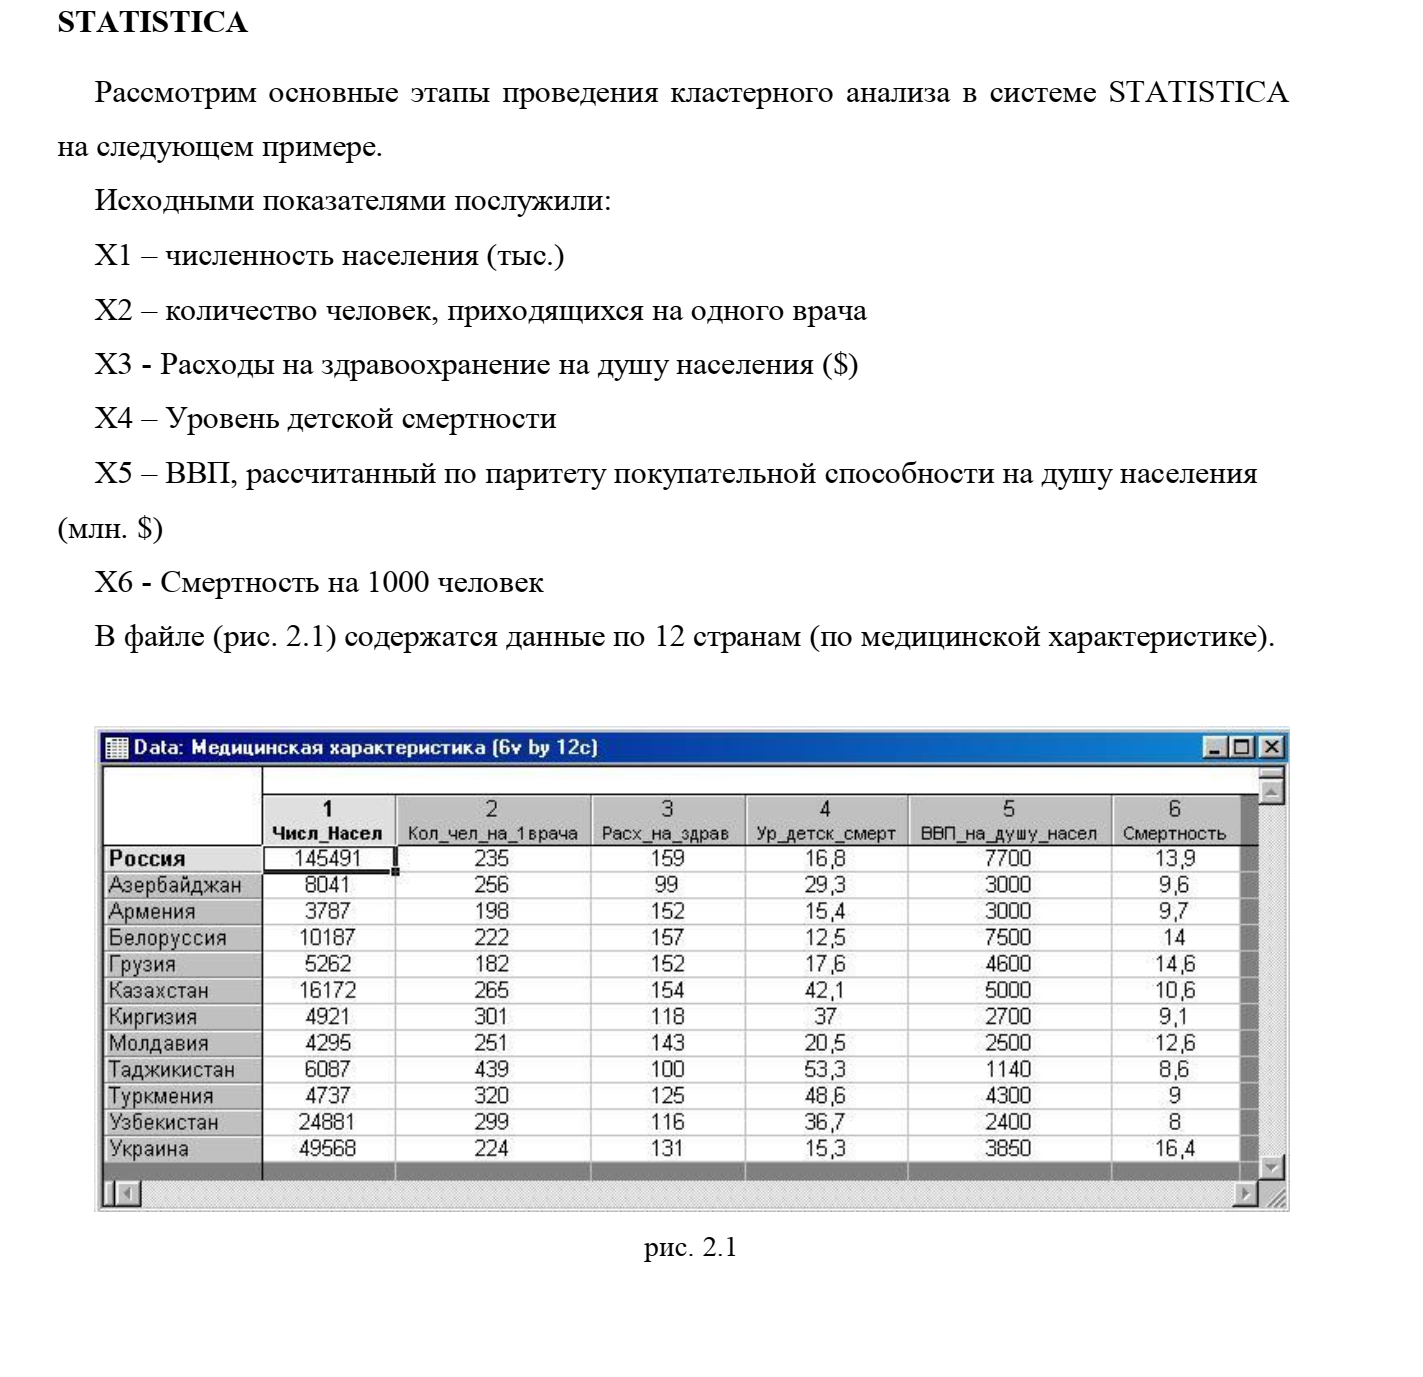 STATISTICA
Рассмотрим основные этапы проведения кластерного анализа в системе STATISTICA
на следующем примере.
Исходными показателями послужили:
X1 – численность населения (тыс.)
X2 – количество человек, приходящихся на одного врача
X3 - Расходы на здравоохранение на душу населения ($)
X4 – Уровень детской смертности
X5 – ВВП, рассчитанный по паритету покупательной способности на душу населения
(млн. $)
X6 - Смертность на 1000 человек
В файле (рис. 2.1) содержатся данные по 12 странам (по медицинской характеристике).
Data: Медицинская характеристика (6v by 12c)
1 2 3 4 5 6
Числ_Насел Кол_чел_на_1врача Расх_на_здрав Ур_детск_смерт ВВП_на_душу_насел Смертность
Россия 145491 235 159 16,8 7700 13,9
Азербайджан 8041 256 99 29,3 3000 9,6
Армения 3787 198 152 15,4 3000 9,7
Белоруссия 10187 222 157 12,5 7500 14
Грузия 5262 182 152 17,6 4600 14,6
Казахстан 16172 265 154 42,1 5000 10,6
Киргизия 4921 301 118 37 2700 9,1
Молдавия 4295 251 143 20,5 2500 12,6
Таджикистан 6087 439 100 53,3 1140 8,6
Туркмения 4737 320 125 48,6 4300 9
Узбекистан 24881 299 116 36,7 2400 8
Украина 49568 224 131 15,3 3850 16,4
рис. 2.1